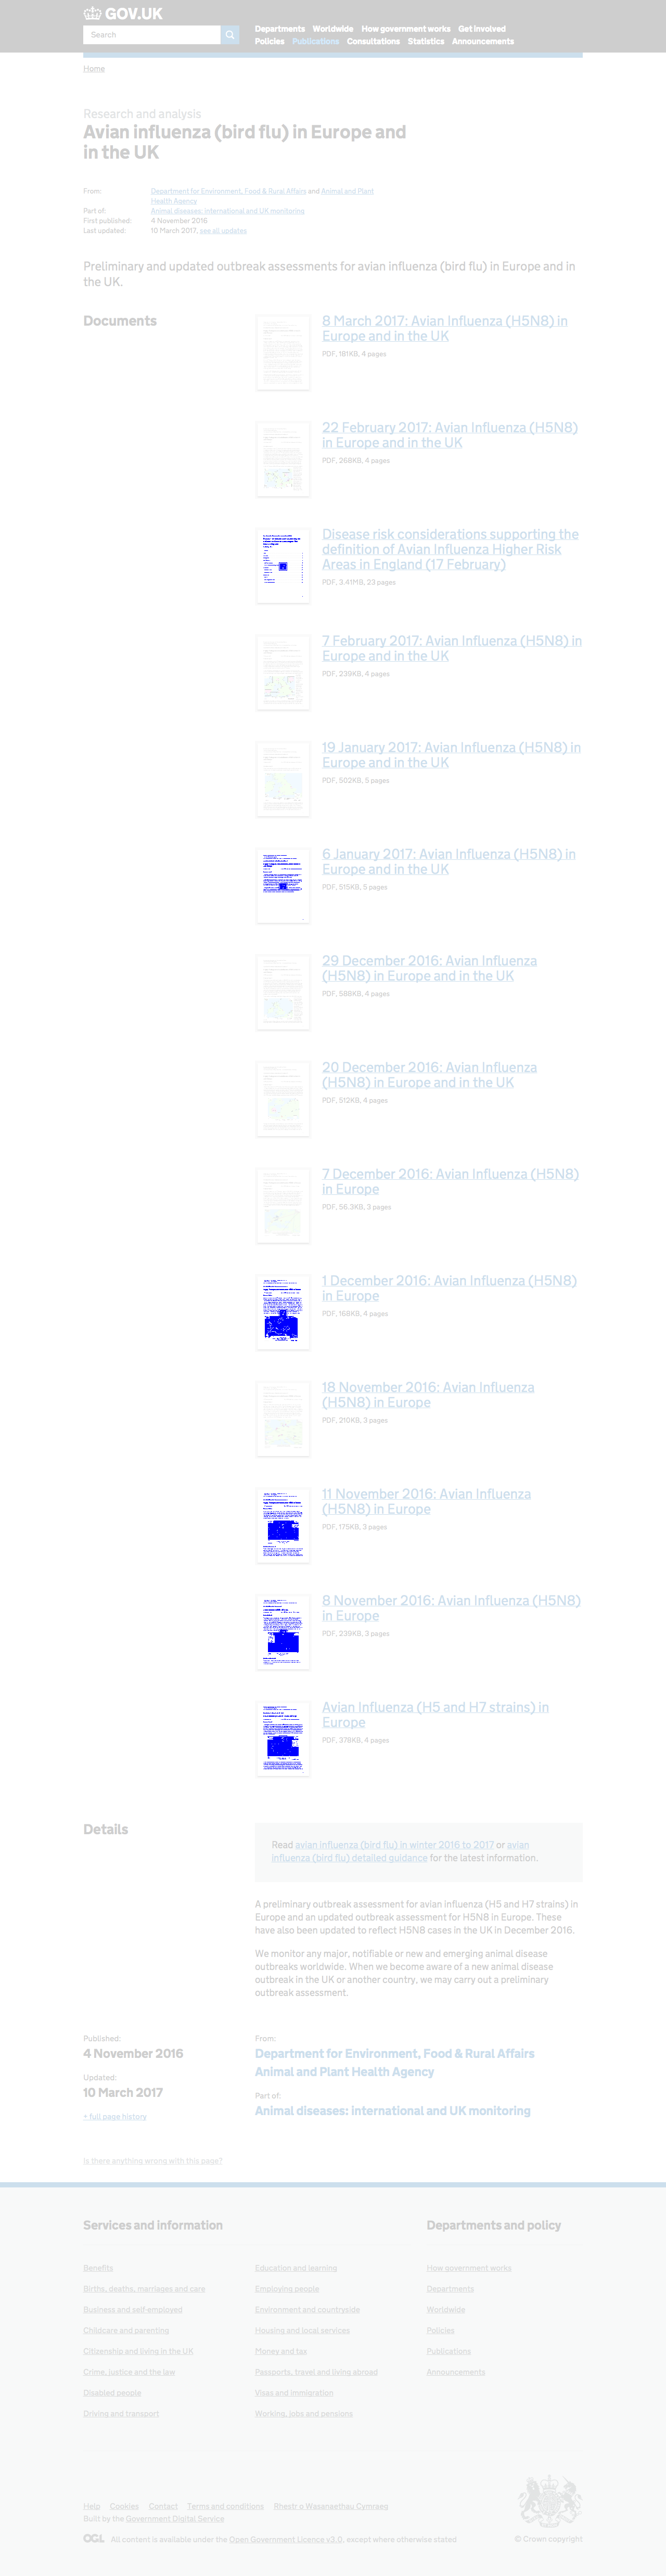 GOV.UK
Search
Departments Worldwide How government works Get involved
Policies Publications Consultations Statistics Announcements
Home
Research and analysis
Avian influenza (bird flu) in Europe and
in the UK
From: Department for Environment, Food & Rural Affairs and Animal and Plant
Health Agency
Part of: Animal diseases: international and UK monitoring
First published: 4 November 2016
Last updated: 10 March 2017, see all updates
Preliminary and updated outbreak assessments for avian influenza (bird flu) in Europe and in
the UK.
Documents
8 March 2017: Avian Influenza (H5N8) in
Europe and in the UK
PDF, 181KB, 4 pages
22 February 2017: Avian Influenza (H5N8)
in Europe and in the UK
PDF, 268KB, 4 pages
Disease risk considerations supporting the
definition of Avian Influenza Higher Risk
Areas in England (17 February)
PDF, 3.41MB, 23 pages
7 February 2017: Avian Influenza (H5N8) in
Europe and in the UK
PDF, 239KB, 4 pages
19 January 2017: Avian Influenza (H5N8) in
Europe and in the UK
PDF, 502KB, 5 pages
6 January 2017: Avian Influenza (H5N8) in
Europe and in the UK
PDF, 515KB, 5 pages
29 December 2016: Avian Influenza
(H5N8) in Europe and in the UK
PDF, 588KB, 4 pages
20 December 2016: Avian Influenza
(H5N8) in Europe and in the UK
PDF, 512KB, 4 pages
7 December 2016: Avian Influenza (H5N8)
in Europe
PDF, 56.3KB, 3 pages
1 December 2016: Avian Influenza (H5N8)
in Europe
PDF, 168KB, 4 pages
18 November 2016: Avian Influenza
(H5N8) in Europe
PDF, 210KB, 3 pages
11 November 2016: Avian Influenza
(H5N8) in Europe
PDF, 175KB, 3 pages
8 November 2016: Avian Influenza (H5N8)
in Europe
PDF, 239KB, 3 pages
Avian Influenza (H5 and H7 strains) in
Europe
PDF, 378KB, 4 pages
Details
Read avian influenza (bird flu) in winter 2016 to 2017 or avian
influenza (bird flu) detailed guidance for the latest information.
A preliminary outbreak assessment for avian influenza (H5 and H7 strains) in
Europe and an updated outbreak assessment for H5N8 in Europe. These
have also been updated to reflect H5N8 cases in the UK in December 2016.
We monitor any major, notifiable or new and emerging animal disease
outbreaks worldwide. When we become aware of a new animal disease
outbreak in the UK or another country, we may carry out a preliminary
outbreak assessment.
Published:
4 November 2016
Updated:
10 March 2017
+ full page history
From:
Department for Environment, Food & Rural Affairs
Animal and Plant Health Agency
Part of:
Animal diseases: international and UK monitoring
Is there anything wrong with this page?
Services and information
Benefits
Births, deaths, marriages and care
Business and self-employed
Childcare and parenting
Citizenship and living in the UK
Crime, justice and the law
Disabled people
Driving and transport
Education and learning
Employing people
Environment and countryside
Housing and local services
Money and tax
Passports, travel and living abroad
Visas and immigration
Working, jobs and pensions
Departments and policy
How government works
Departments
Worldwide
Policies
Publications
Announcements
Help Cookies Contact Terms and conditions Rhestr o Wasanaethau Cymraeg
Built by the Government Digital Service
OGL All content is available under the Open Government Licence v3.0, except where otherwise stated
© Crown copyright